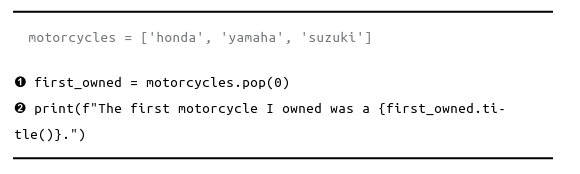 motorcycles = ['honda', 'yamaha', 'suzuki']
❶ first_owned = motorcycles.pop(0)
❷ print(f"The first motorcycle I owned was a {first_owned.ti-
tle()}.")